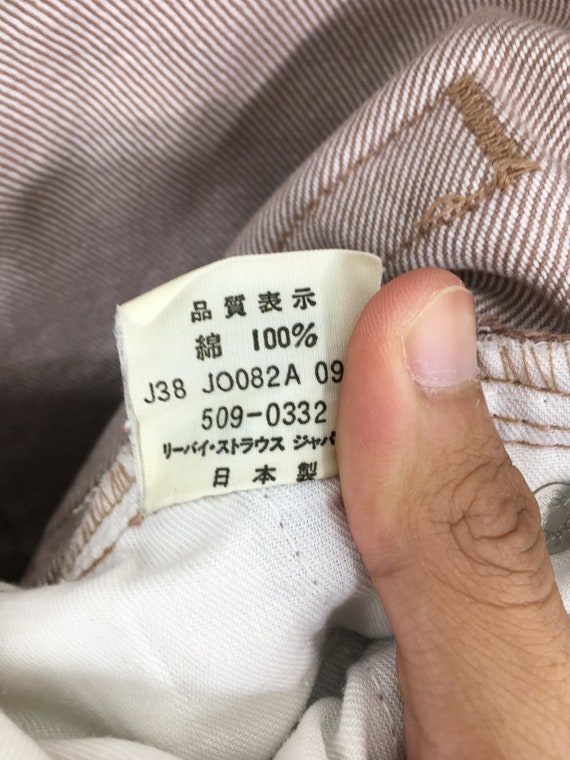 品質表示
綿 100%
J38 JO082A 09
509-0332
リーバイ・ストラウス ジャパ
日本製